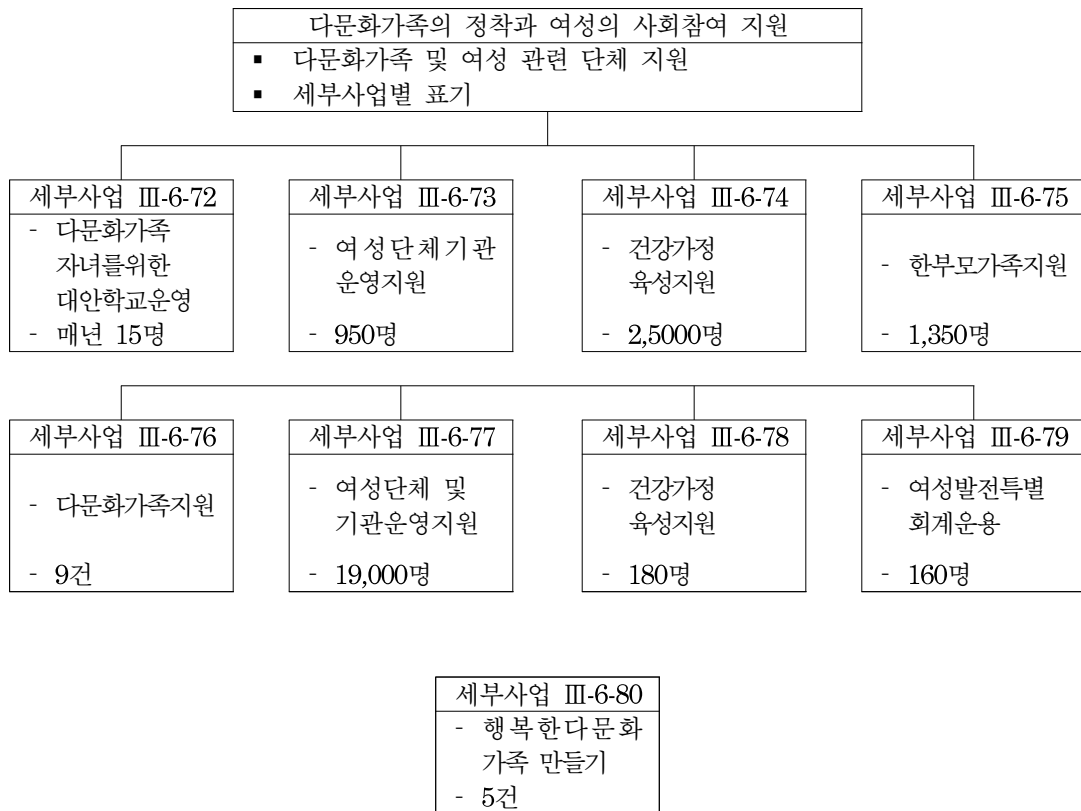 다문화가족의 정착과 여성의 사회참여 지원
▪ 다문화가족 및 여성 관련 단체 지원
▪ 세부사업별 표기
세부사업 Ⅲ-6-72
- 다문화가족
자녀를위한
대안학교운영
- 매년 15명
세부사업 Ⅲ-6-73
- 여성단체기관
운영지원
- 950명
세부사업 Ⅲ-6-74
- 건강가정
육성지원
- 2,5000명
세부사업 Ⅲ-6-75
- 한부모가족지원
- 1,350명
세부사업 Ⅲ-6-76
- 다문화가족지원
- 9건
세부사업 Ⅲ-6-77
- 여성단체 및
기관운영지원
- 19,000명
세부사업 Ⅲ-6-78
- 건강가정
육성지원
- 180명
세부사업 Ⅲ-6-79
- 여성발전특별
회계운용
- 160명
세부사업 Ⅲ-6-80
- 행복한다문화
가족 만들기
- 5건